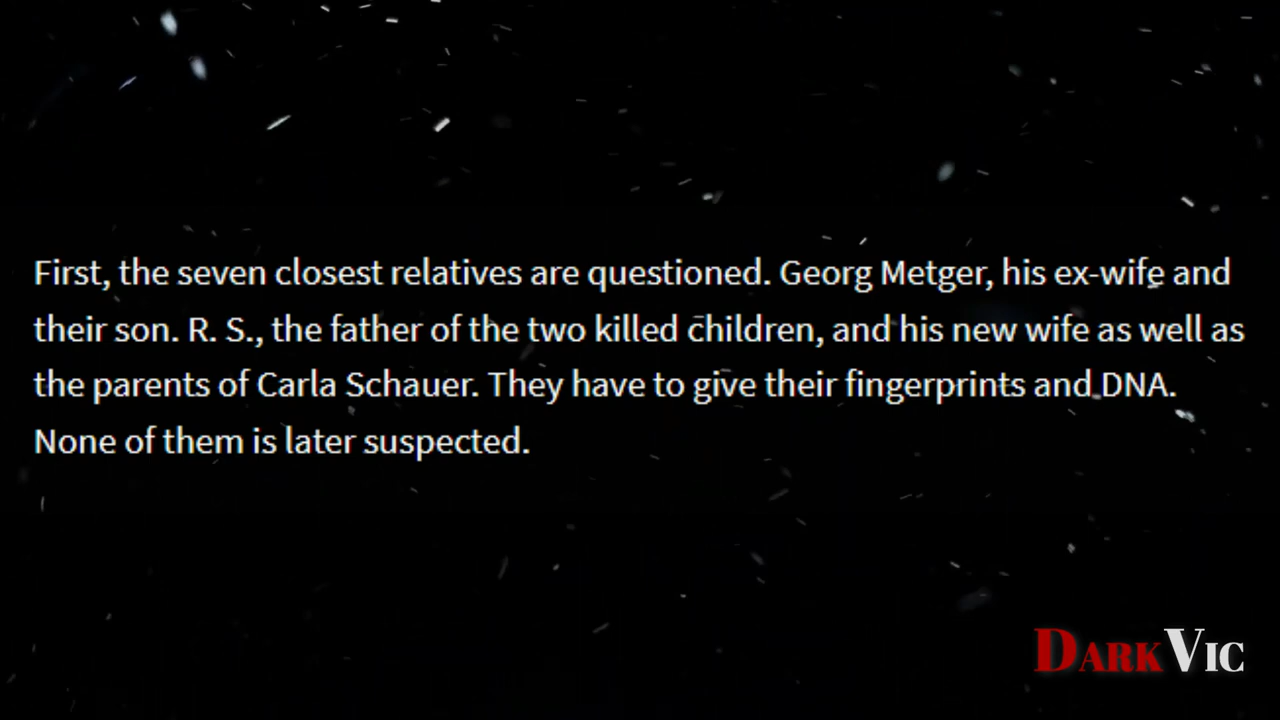 First, the seven closest relatives are questioned. Georg Metger, his ex-wife and
their son. R. S., the father of the two killed children, and his new wife as well as
the parents of Carla Schauer. They have to give their fingerprints and DNA.
None of them is later suspected.
DARKVIC